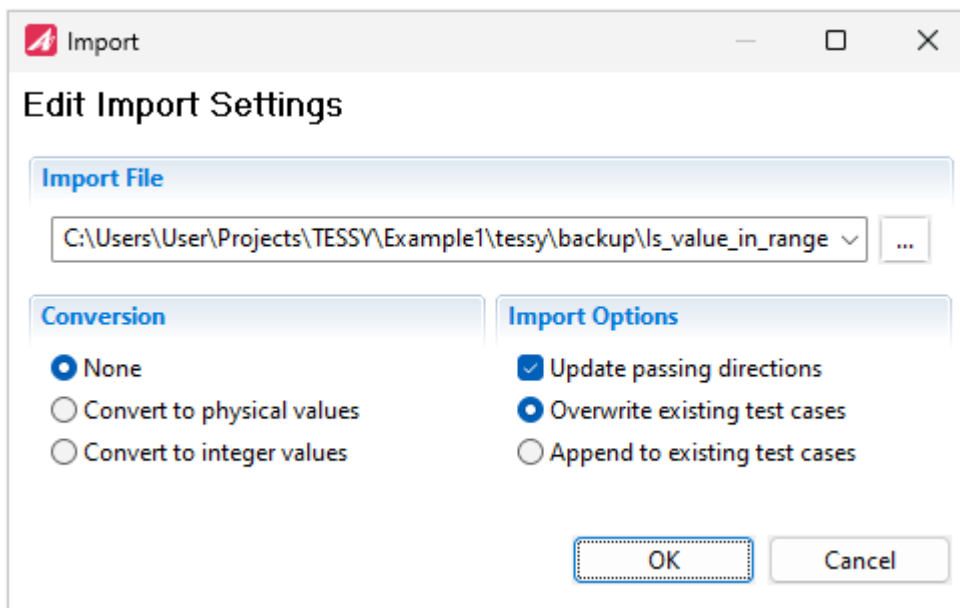 Import
Edit Import Settings
Import File
C:\Users\User\Projects\TESSY\Example1\tessy\backup\ls_value_in_range
...
Conversion
None
Convert to physical values
Convert to integer values
Import Options
Update passing directions
Overwrite existing test cases
Append to existing test cases
OK
Cancel